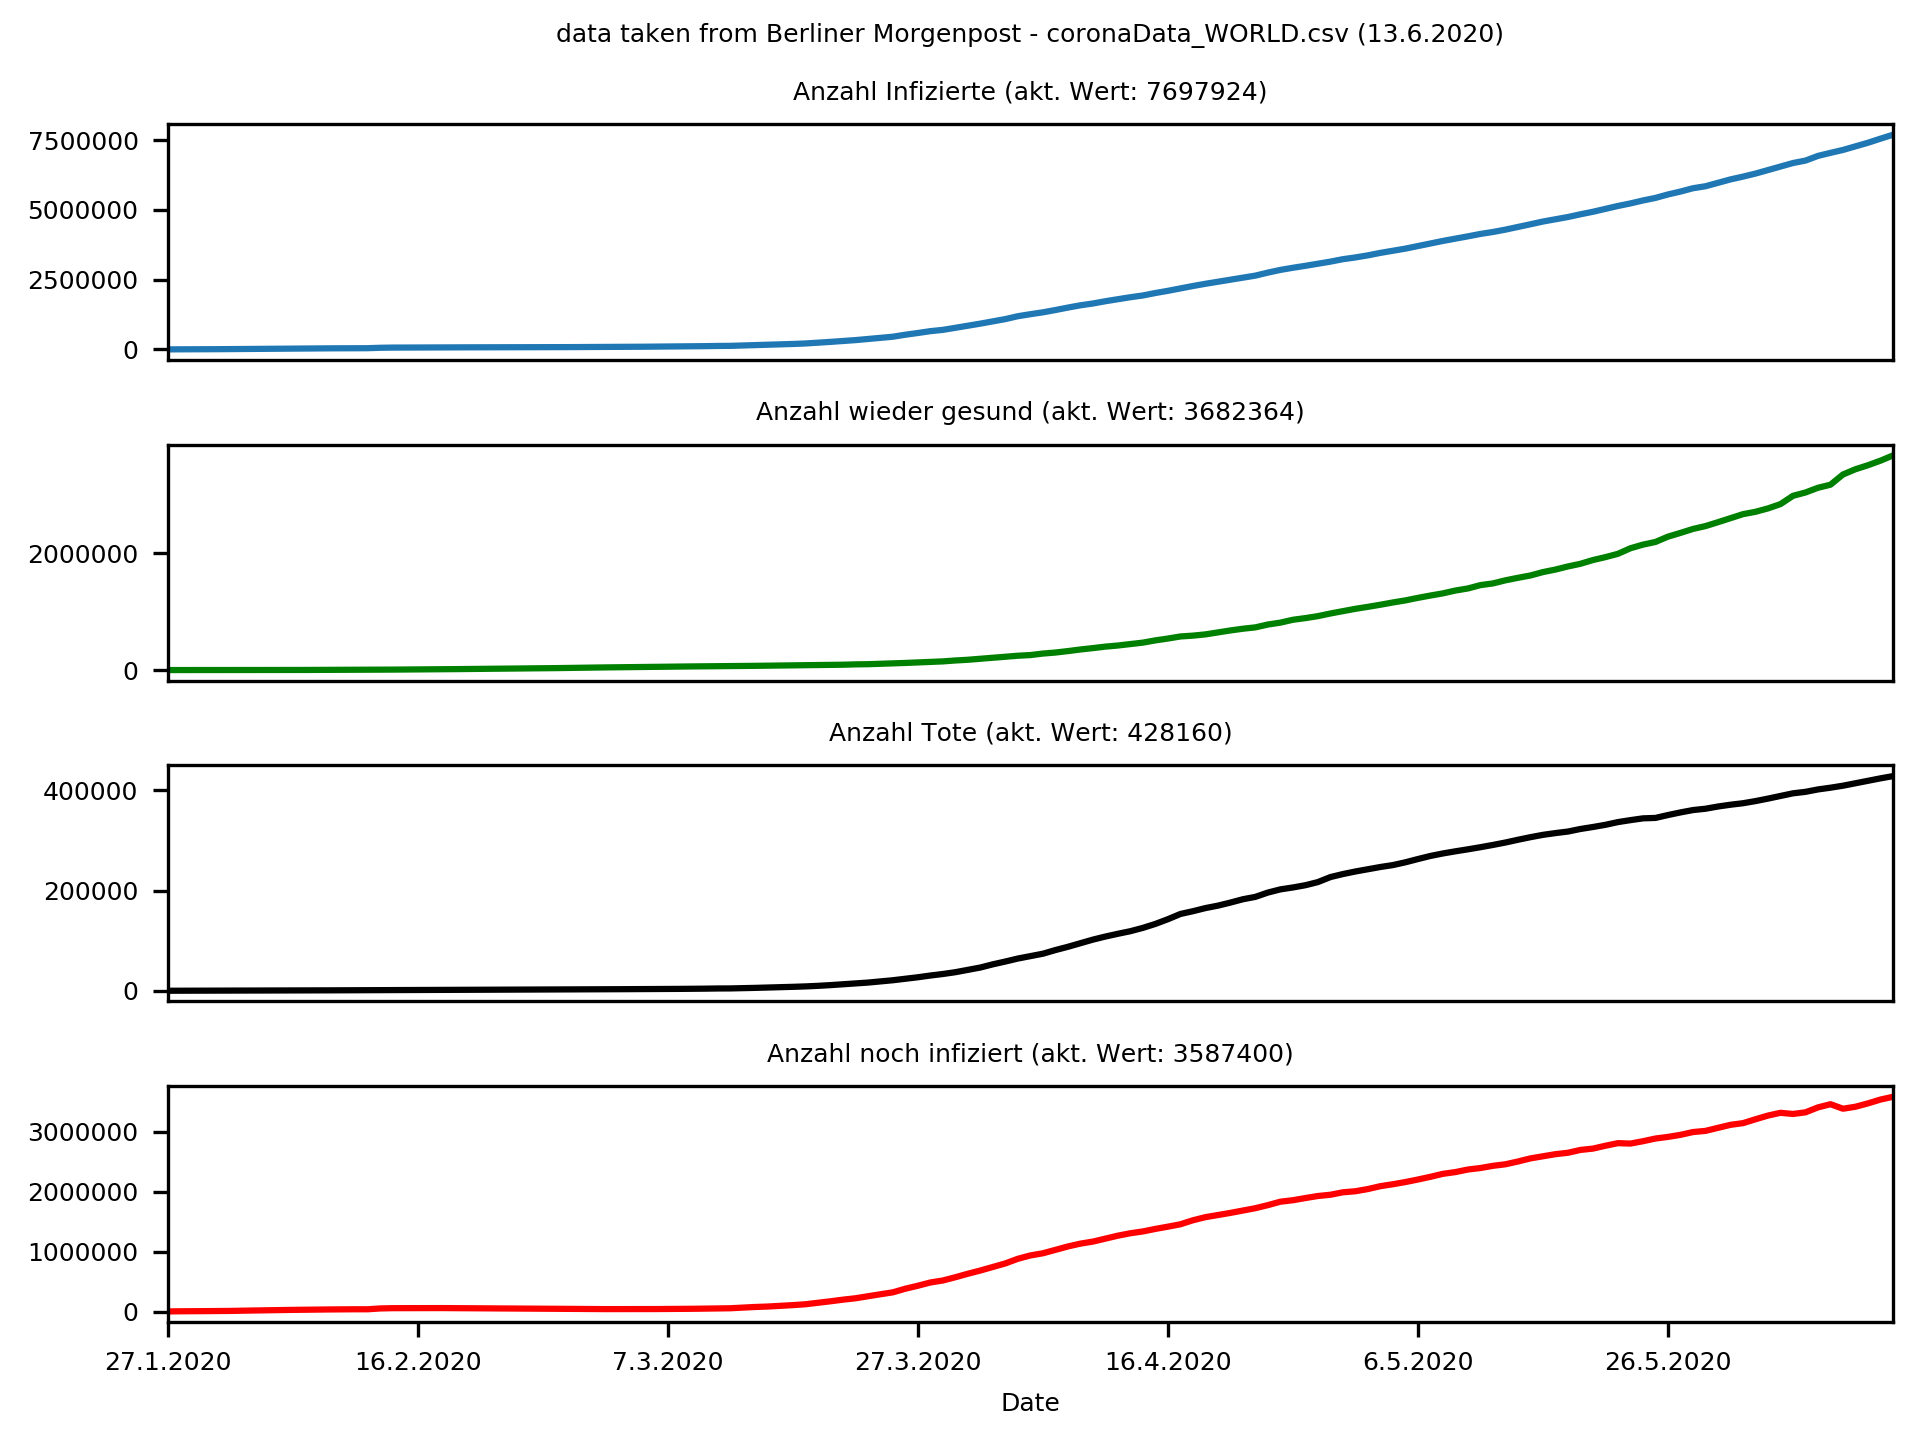 data taken from Berliner Morgenpost - coronaData_WORLD.csv (13.6.2020)
Anzahl Infizierte (akt. Wert: 7697924)
7500000
5000000
2500000
0
Anzahl wieder gesund (akt. Wert: 3682364)
2000000
0
Anzahl Tote (akt. Wert: 428160)
400000
200000
0
Anzahl noch infiziert (akt. Wert: 3587400)
3000000
2000000
1000000
0
27.1.2020 16.2.2020 7.3.2020 27.3.2020 16.4.2020 6.5.2020 26.5.2020
Date